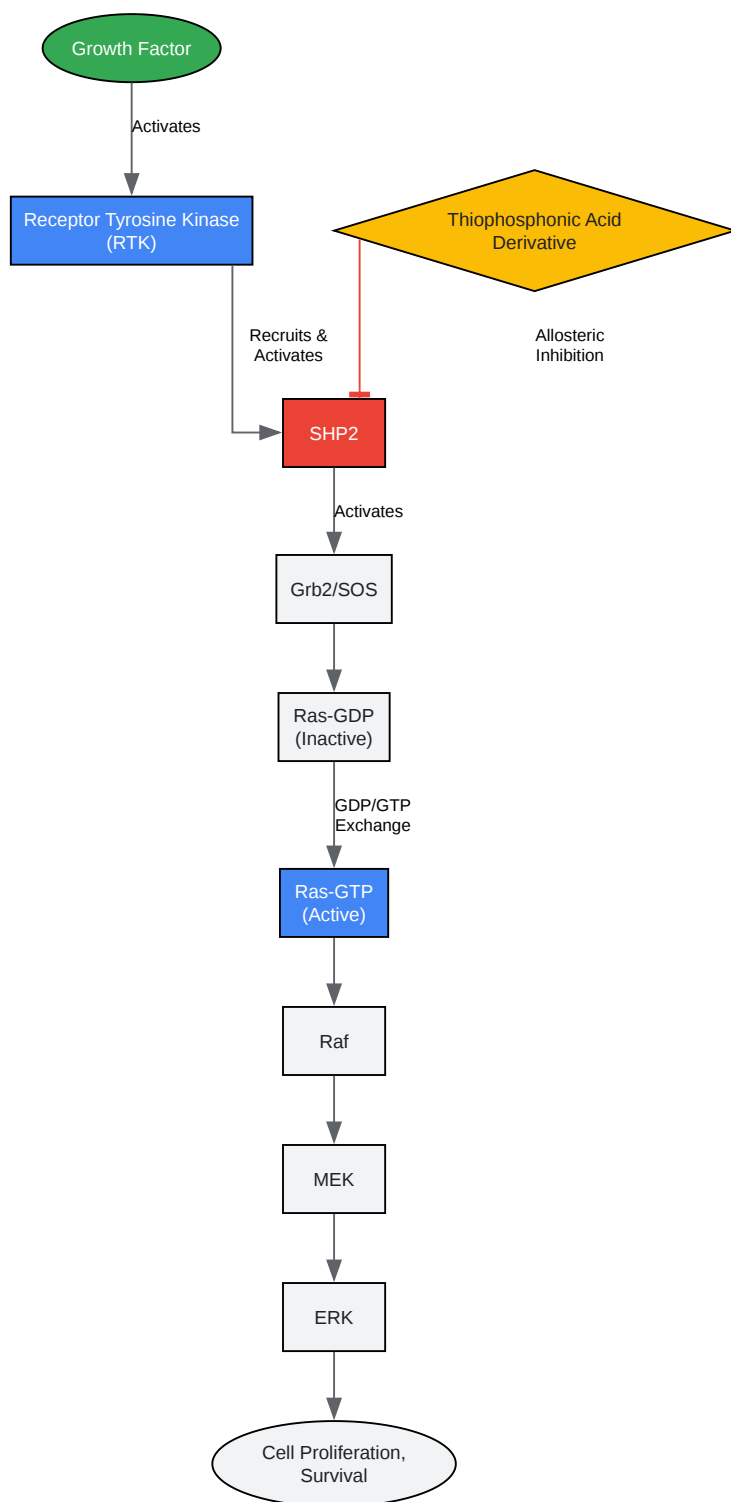 Growth Factor
Activates
Receptor Tyrosine Kinase
(RTK)
Thiophosphonic Acid
Derivative
Recruits &
Activates
Allosteric
Inhibition
SHP2
Activates
Grb2/SOS
Ras-GDP
(Inactive)
GDP/GTP
Exchange
Ras-GTP
(Active)
Raf
MEK
ERK
Cell Proliferation,
Survival